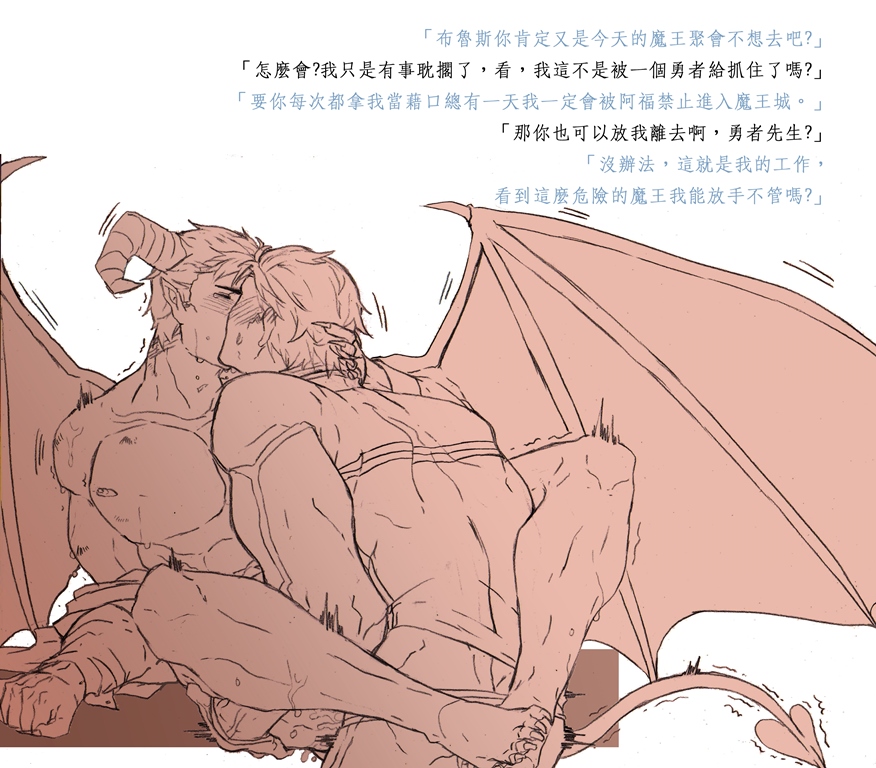 「布魯斯你肯定又是今天的魔王聚會不想去吧?」
「怎麼會?我只是有事耽擱了，看，我這不是被一個勇者給抓住了嗎?」
「要你每次都拿我當藉口總有一天我一定會被阿福禁止進入魔王城。」
「那你也可以放我離去啊，勇者先生?」
「沒辦法，這就是我的工作，
看到這麼危險的魔王我能放手不管嗎?」